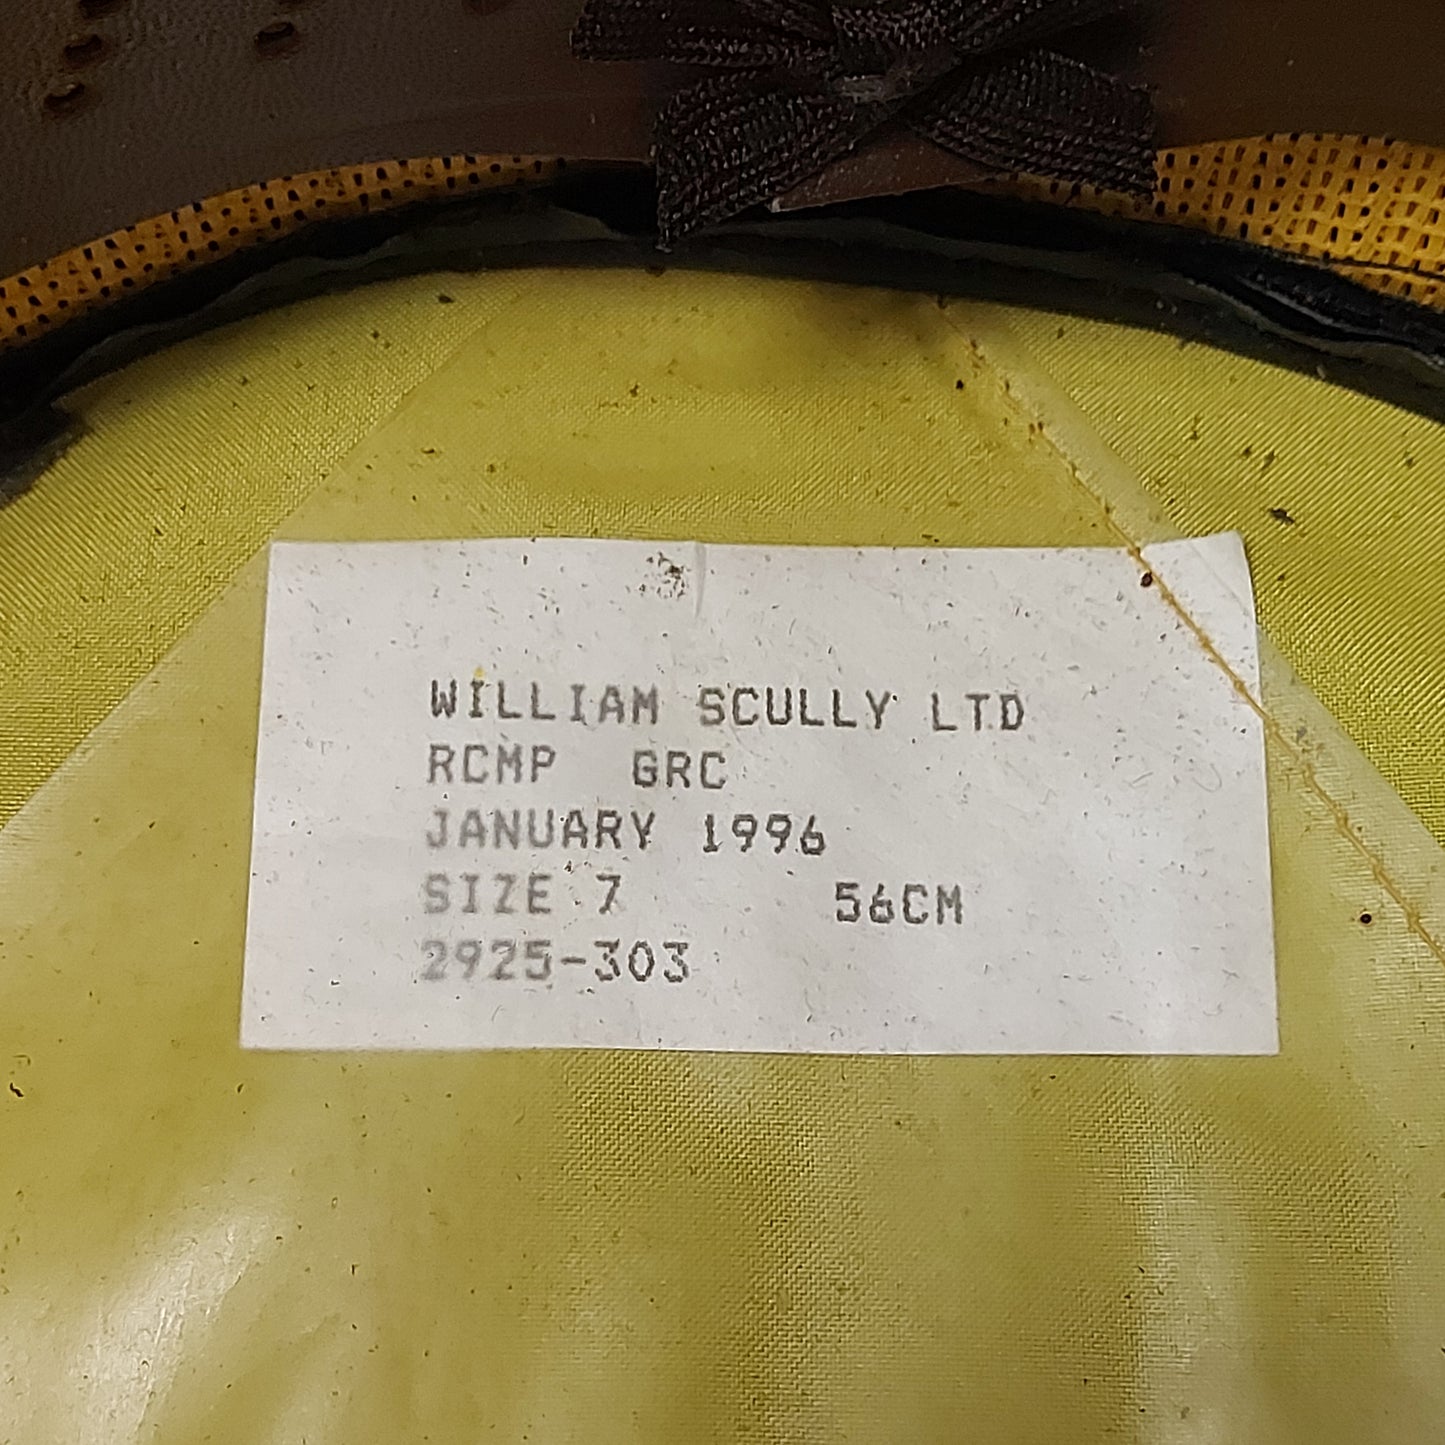 WILLIAM SCULLY LTD
RCMP GRC
JANUARY 1996
SIZE 7 56CM
2925-303